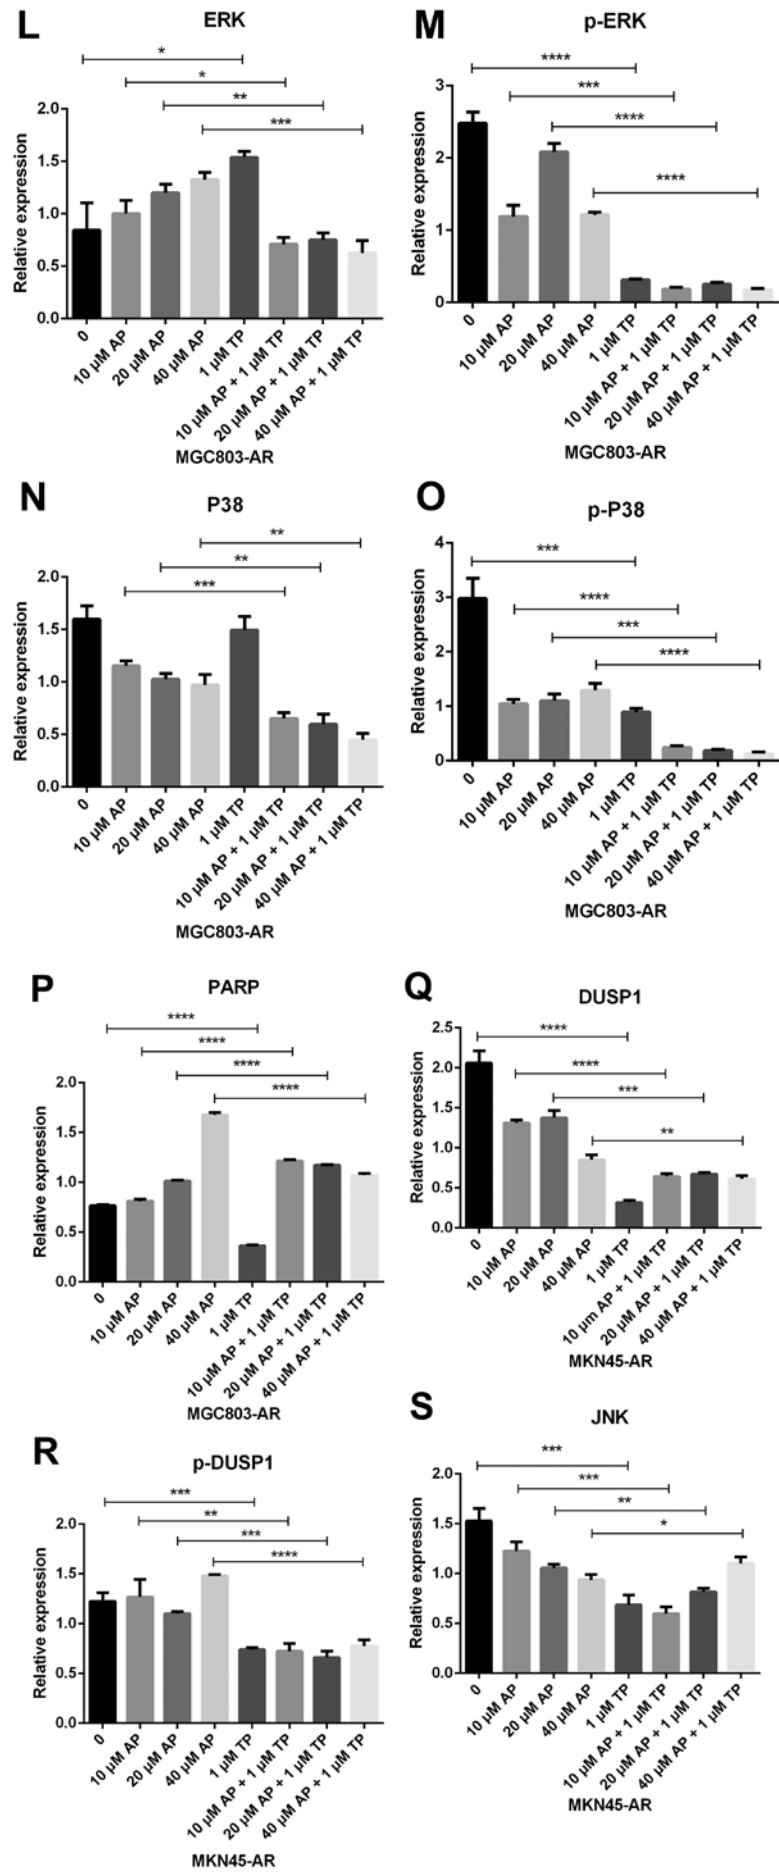 L
ERK
*
*
**
***
Relative expression
2.0
1.5
1.0
0.5
0.0
0
10 µM AP
20 µM AP
40 µM AP
1 µM TP
10 µM AP + 1 µM TP
20 µM AP + 1 µM TP
40 µM AP + 1 µM TP
MGC803-AR
M
p-ERK
****
***
****
****
Relative expression
3
2
1
0
0
10 µM AP
20 µM AP
40 µM AP
1 µM TP
10 µM AP + 1 µM TP
20 µM AP + 1 µM TP
40 µM AP + 1 µM TP
MGC803-AR
N
P38
**
**
***
Relative expression
2.0
1.5
1.0
0.5
0.0
0
10 µM AP
20 µM AP
40 µM AP
1 µM TP
10 µM AP + 1 µM TP
20 µM AP + 1 µM TP
40 µM AP + 1 µM TP
MGC803-AR
O
p-P38
***
****
***
****
Relative expression
4
3
2
1
0
0
10 µM AP
20 µM AP
40 µM AP
1 µM TP
10 µM AP + 1 µM TP
20 µM AP + 1 µM TP
40 µM AP + 1 µM TP
MGC803-AR
P
PARP
****
****
****
****
Relative expression
2.0
1.5
1.0
0.5
0.0
0
10 µM AP
20 µM AP
40 µM AP
1 µM TP
10 µM AP + 1 µM TP
20 µM AP + 1 µM TP
40 µM AP + 1 µM TP
MGC803-AR
Q
DUSP1
****
****
***
**
Relative expression
2.5
2.0
1.5
1.0
0.5
0.0
0
10 µM AP
20 µM AP
40 µM AP
1 µM TP
10 µm AP + 1 µM TP
20 µM AP + 1 µM TP
40 µM AP + 1 µM TP
MKN45-AR
R
p-DUSP1
***
**
***
****
Relative expression
2.0
1.5
1.0
0.5
0.0
0
10 µM AP
20 µM AP
40 µM AP
1 µM TP
10 µM AP + 1 µM TP
20 µM AP + 1 µM TP
40 µM AP + 1 µM TP
MKN45-AR
S
JNK
***
***
**
*
Relative expression
2.0
1.5
1.0
0.5
0.0
0
10 µM AP
20 µM AP
40 µM AP
1 µM TP
10 µM AP + 1 µM TP
20 µM AP + 1 µM TP
40 µM AP + 1 µM TP
MKN45-AR